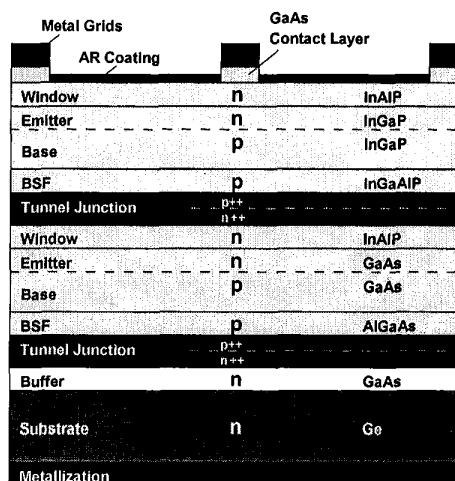 Metal Grids
GaAs
Contact Layer
AR Coating
Window n InAlP
Emitter n InGaP
Base p InGaP
BSF p InGaAlP
Tunnel Junction p++
n++
Window n InAlP
Emitter n GaAs
Base p GaAs
BSF p AlGaAs
Tunnel Junction p++
n++
Buffer n GaAs
Substrate n Ge
Metallization